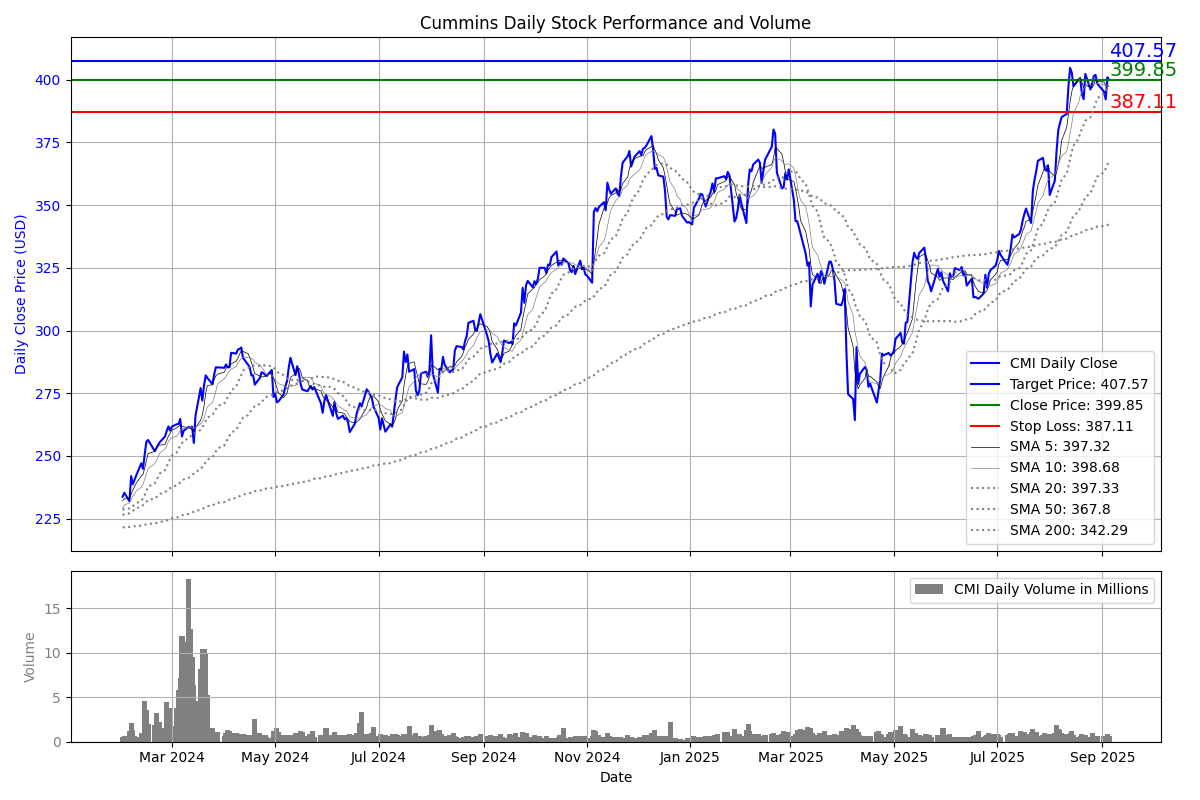 Cummins Daily Stock Performance and Volume
407.57
399.85
387.11
400
375
350
325
300
275
250
225
Daily Close Price (USD)
CMI Daily Close
Target Price: 407.57
Close Price: 399.85
Stop Loss: 387.11
SMA 5: 397.32
SMA 10: 398.68
SMA 20: 397.33
SMA 50: 367.8
SMA 200: 342.29
CMI Daily Volume in Millions
15
10
5
0
Volume
Mar 2024
May 2024
Jul 2024
Sep 2024
Nov 2024
Jan 2025
Mar 2025
May 2025
Jul 2025
Sep 2025
Date